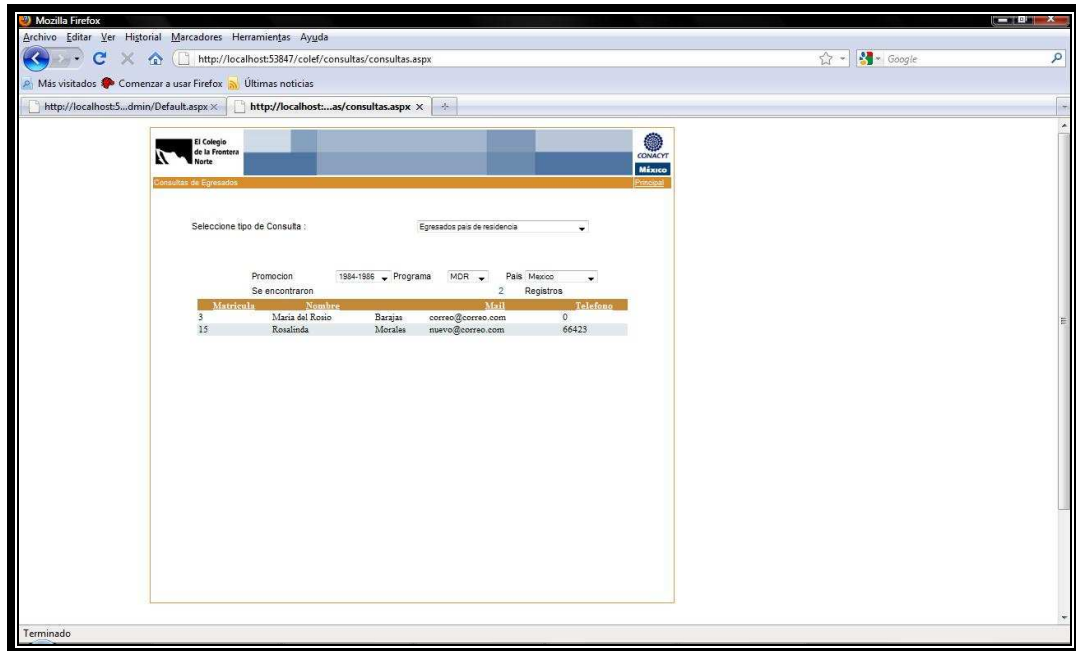 Mozilla Firefox
Archivo Editar Ver Historial Marcadores Herramientas Ayuda
http://localhost:53847/colef/consultas/consultas.aspx
Google
Más visitados Comenzar a usar Firefox Últimas noticias
http://localhost:5...dmin/Default.aspx http://localhost:...as/consultas.aspx
El Colegio
de la Frontera
Norte
CONACYT
México
Consultas de Egresados Principal
Seleccione tipo de Consulta : Egresados pais de residencia
Promocion 1984-1986 Programa MDR Pais Mexico
Se encontraron 2 Registros
Matricula Nombre Mail Telefono
3 Maria del Rosio Barajas correo@correo.com 0
15 Rosalinda Morales nuevo@correo.com 66423
Terminado